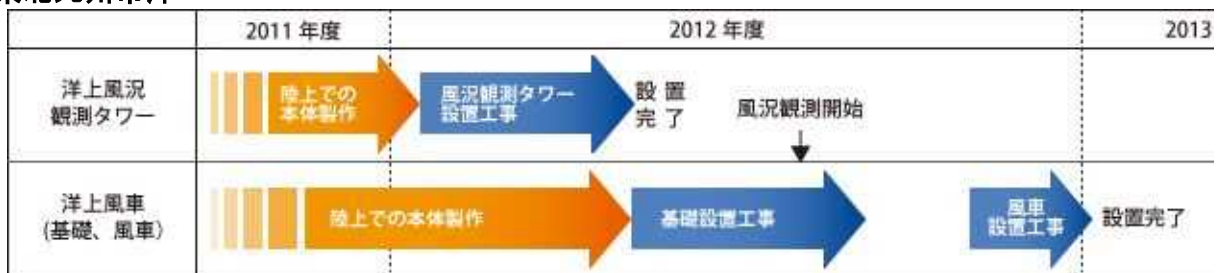 2011 年度
2012 年度
2013
洋上風況
観測タワー
陸上での
本体製作
風況観測タワー
設置工事
設 置
完 了
風況観測開始
洋上風車
(基礎、風車)
陸上での本体製作
基礎設置工事
風車
設置工事
設置完了